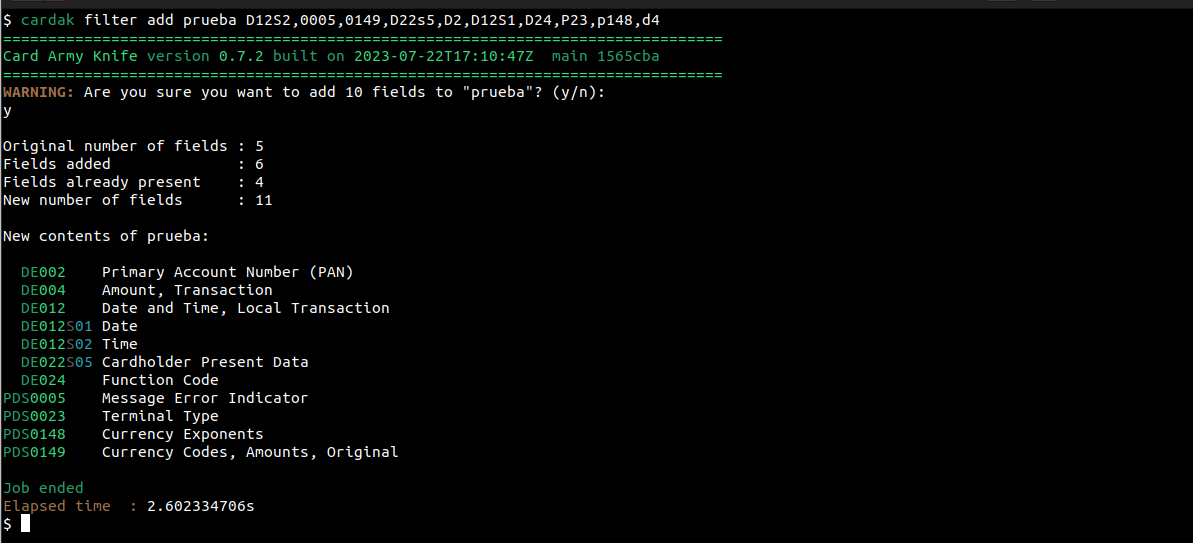 $ cardak filter add prueba D12S2,0005,0149,D22s5,D2,D12S1,D24,P23,p148,d4
================================================================================
Card Army Knife version 0.7.2 built on 2023-07-22T17:10:47Z  main 1565cba
================================================================================
WARNING: Are you sure you want to add 10 fields to "prueba"? (y/n):
y
Original number of fields : 5
Fields added              : 6
Fields already present    : 4
New number of fields      : 11
New contents of prueba:
  DE002    Primary Account Number (PAN)
  DE004    Amount, Transaction
  DE012    Date and Time, Local Transaction
  DE012S01 Date
  DE012S02 Time
  DE022S05 Cardholder Present Data
  DE024    Function Code
PDS0005    Message Error Indicator
PDS0023    Terminal Type
PDS0148    Currency Exponents
PDS0149    Currency Codes, Amounts, Original
Job ended
Elapsed time  : 2.602334706s
$